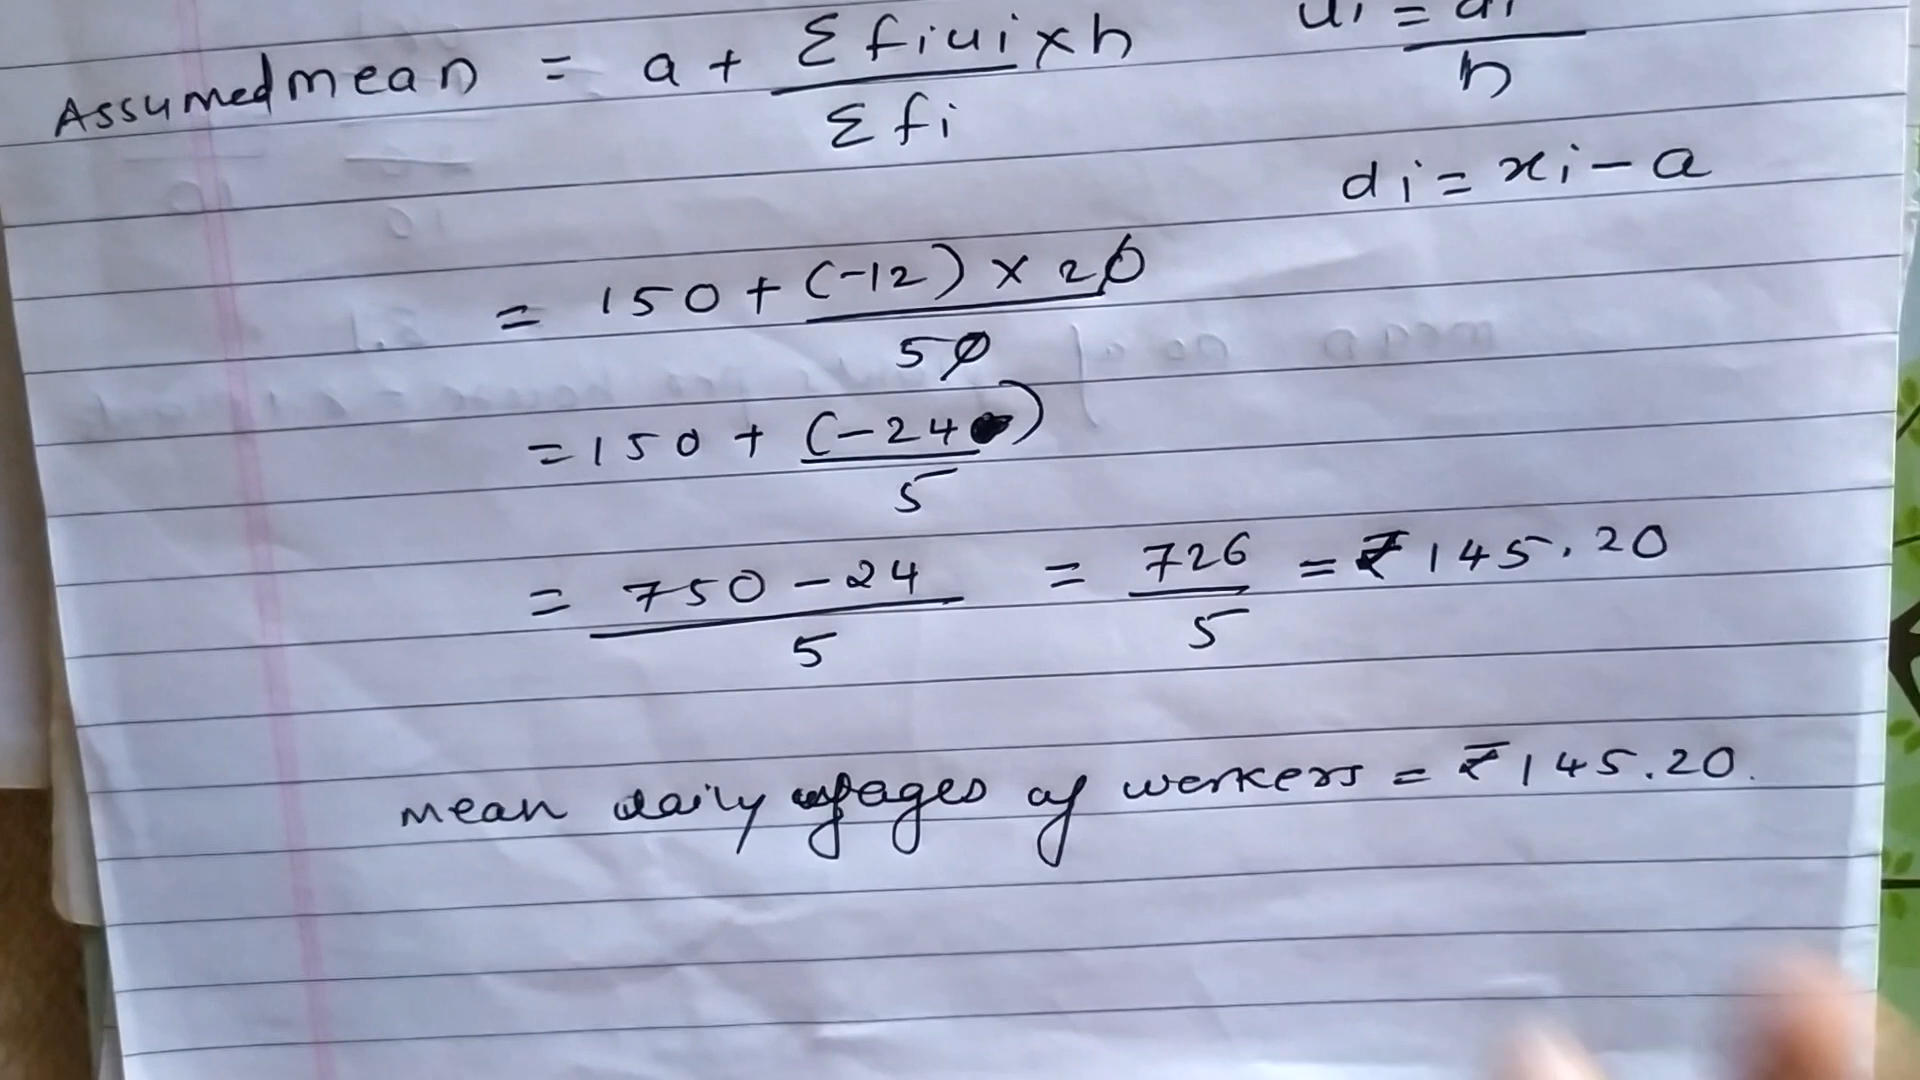 Assumed mean = a + Σfiui × h / Σfi
ui = di / h
di = xi - a
= 150 + (-12) × 20 / 50
= 150 + (-24) / 5
= 750 - 24 / 5 = 726 / 5 = ₹145.20
mean daily wages of workers = ₹145.20.